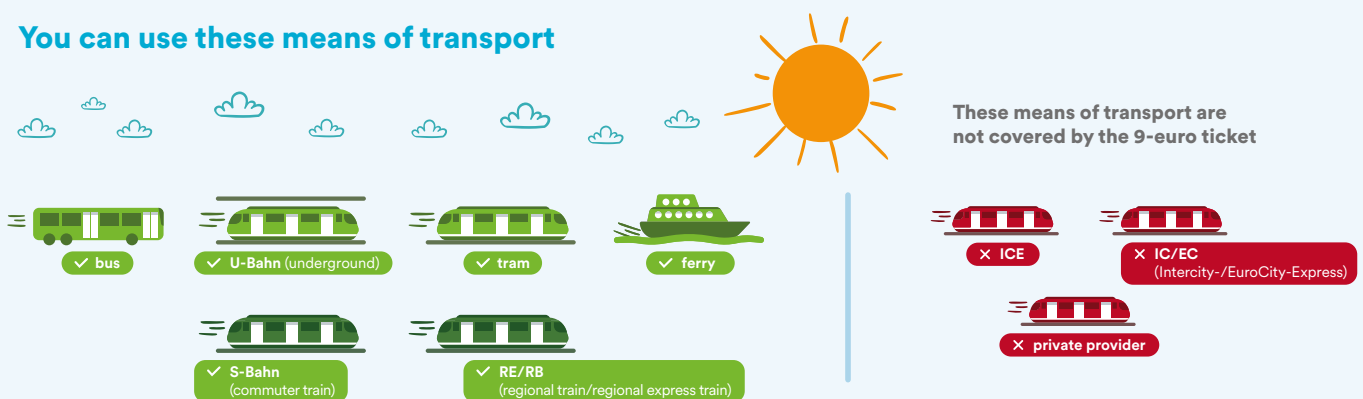 You can use these means of transport
These means of transport are
not covered by the 9-euro ticket
bus
U-Bahn (underground)
tram
ferry
S-Bahn
(commuter train)
RE/RB
(regional train/regional express train)
ICE
IC/EC
(Intercity-/EuroCity-Express)
private provider